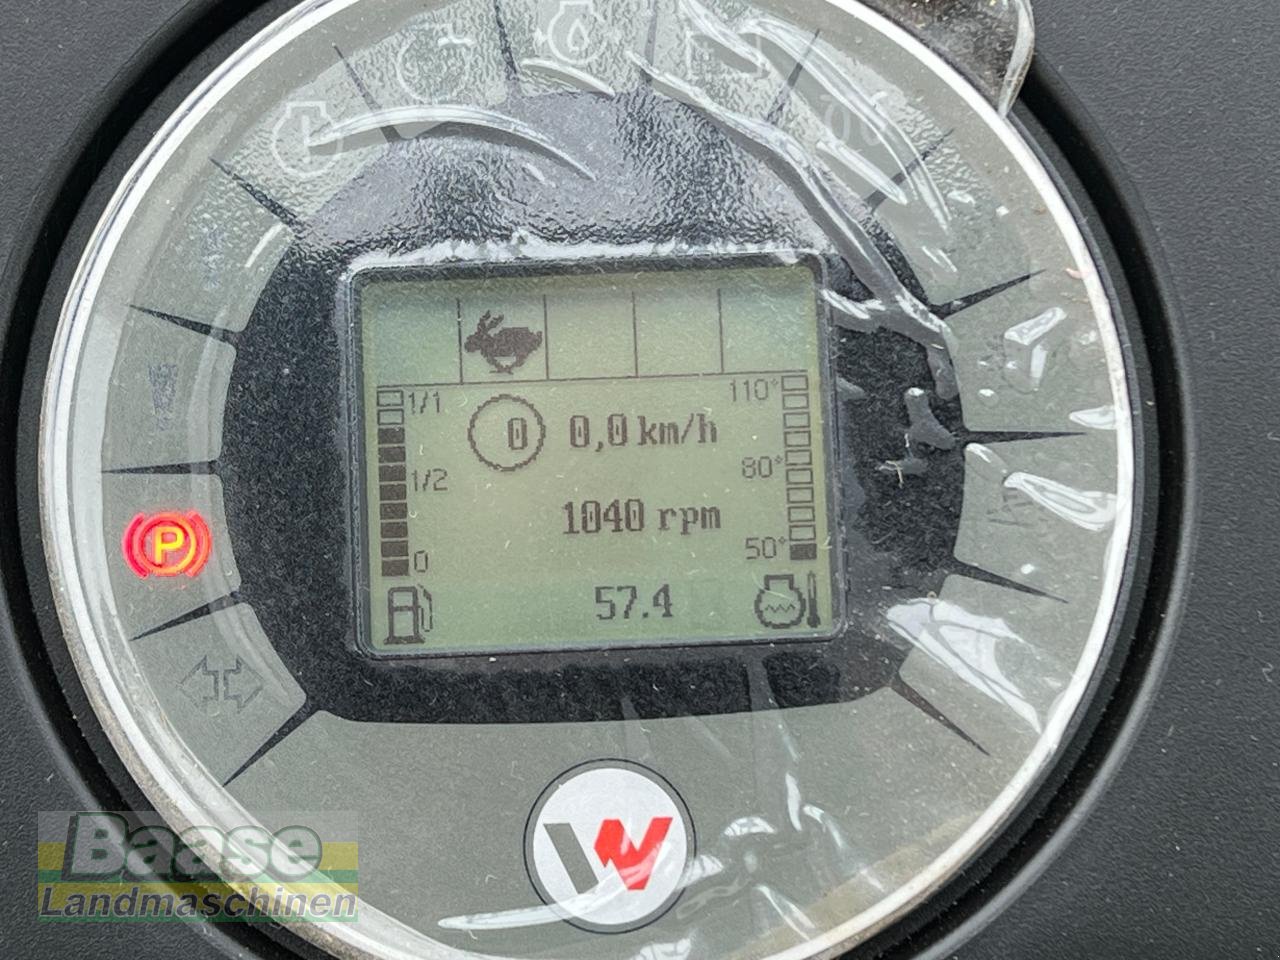 1/1
110°
0
0,0 km/h
1/2
80°
1040 rpm
50°
0
57.4
P
Baase
Landmaschinen